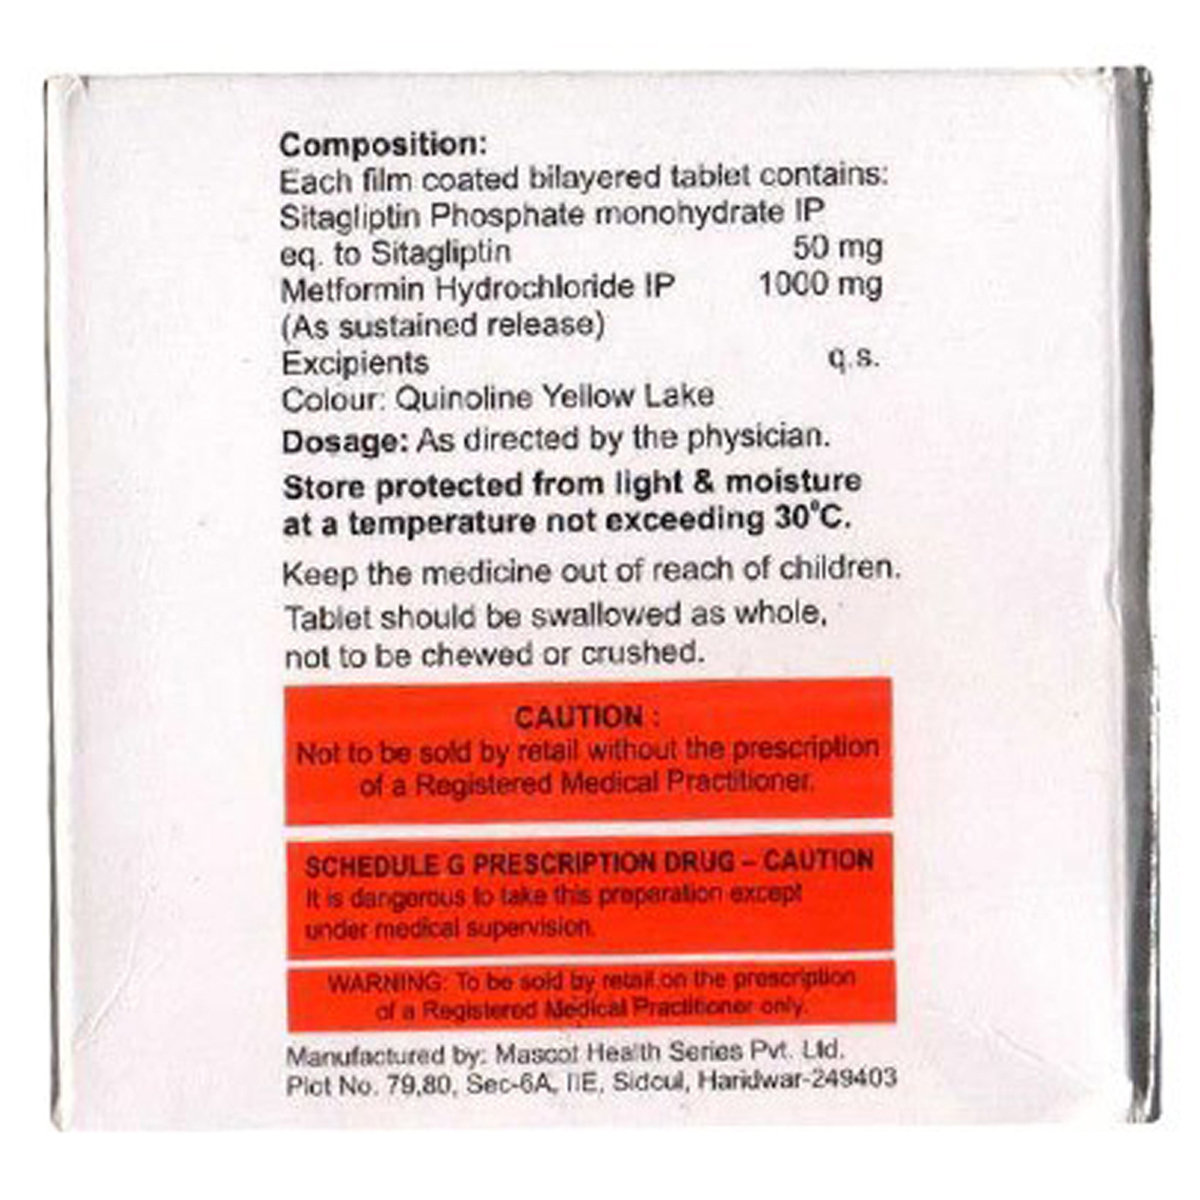 Composition:
Each film coated bilayered tablet contains:
Sitagliptin Phosphate monohydrate IP
eq. to Sitagliptin 50 mg
Metformin Hydrochloride IP 1000 mg
(As sustained release)
Excipients q.s.
Colour: Quinoline Yellow Lake
Dosage: As directed by the physician.
Store protected from light & moisture
at a temperature not exceeding 30°C.
Keep the medicine out of reach of children.
Tablet should be swallowed as whole,
not to be chewed or crushed.
CAUTION :
Not to be sold by retail without the prescription
of a Registered Medical Practitioner.
SCHEDULE G PRESCRIPTION DRUG – CAUTION
It is dangerous to take this preparation except
under medical supervision.
WARNING: To be sold by retail on the prescription
of a Registered Medical Practitioner only.
Manufactured by: Mascot Health Series Pvt. Ltd.
Plot No. 79,80, Sec-6A, IIE, Sidcul, Haridwar-249403